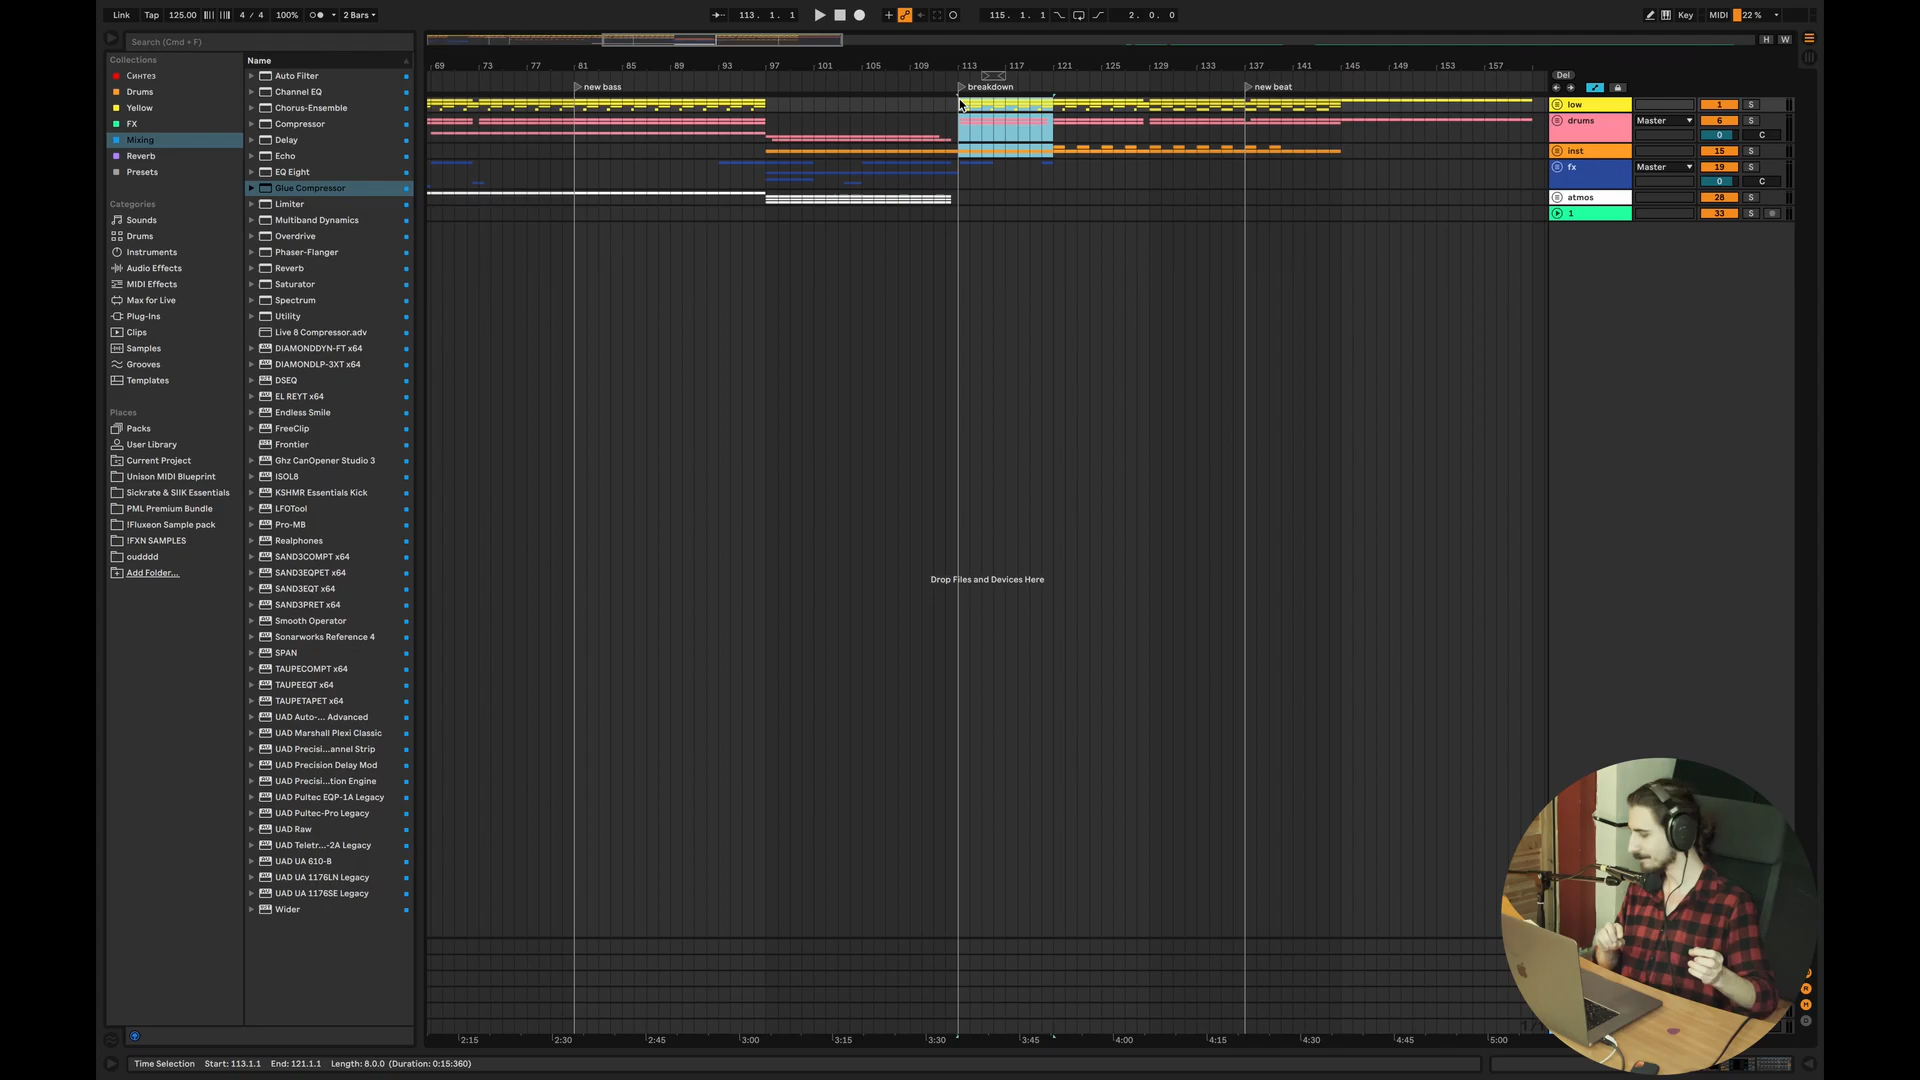 Link Tap 125.00 4 / 4 100% 2 Bars 113. 1. 1 115. 1. 1 2. 0. 0 Key MIDI 22 %
Search (Cmd + F)
H W
Collections
Синтез
Drums
Yellow
FX
Mixing
Reverb
Presets
Categories
Sounds
Drums
Instruments
Audio Effects
MIDI Effects
Max for Live
Plug-Ins
Clips
Samples
Grooves
Templates
Places
Packs
User Library
Current Project
Unison MIDI Blueprint
Sickrate & SIIK Essentials
PML Premium Bundle
!Fluxeon Sample pack
!FXN SAMPLES
oudddd
Add Folder...
Name
Auto Filter
Channel EQ
Chorus-Ensemble
Compressor
Delay
Echo
EQ Eight
Glue Compressor
Limiter
Multiband Dynamics
Overdrive
Phaser-Flanger
Reverb
Saturator
Spectrum
Utility
Live 8 Compressor.adv
DIAMONDDYN-FT x64
DIAMONDLP-3XT x64
DSEQ
EL REYT x64
Endless Smile
FreeClip
Frontier
Ghz CanOpener Studio 3
ISOL8
KSHMR Essentials Kick
LFOTool
Pro-MB
Realphones
SAND3COMPT x64
SAND3EQPET x64
SAND3EQT x64
SAND3PRET x64
Smooth Operator
Sonarworks Reference 4
SPAN
TAUPECOMPT x64
TAUPEEQT x64
TAUPETAPET x64
UAD Auto-... Advanced
UAD Marshall Plexi Classic
UAD Precisi...annel Strip
UAD Precision Delay Mod
UAD Precisi...tion Engine
UAD Pultec EQP-1A Legacy
UAD Pultec-Pro Legacy
UAD Raw
UAD Teletr...-2A Legacy
UAD UA 610-B
UAD UA 1176LN Legacy
UAD UA 1176SE Legacy
Wider
69 73 77 81 85 89 93 97 101 105 109 113 117 121 125 129 133 137 141 145 149 153 157
new bass breakdown new beat
Drop Files and Devices Here
Del
low 1 S
drums Master 6 S
0 C
inst 15 S
fx Master 19 S
0 C
atmos 28 S
1 33 S
2:15 2:30 2:45 3:00 3:15 3:30 3:45 4:00 4:15 4:30 4:45 5:00
Time Selection Start: 113.1.1 End: 121.1.1 Length: 8.0.0 (Duration: 0:15:360)